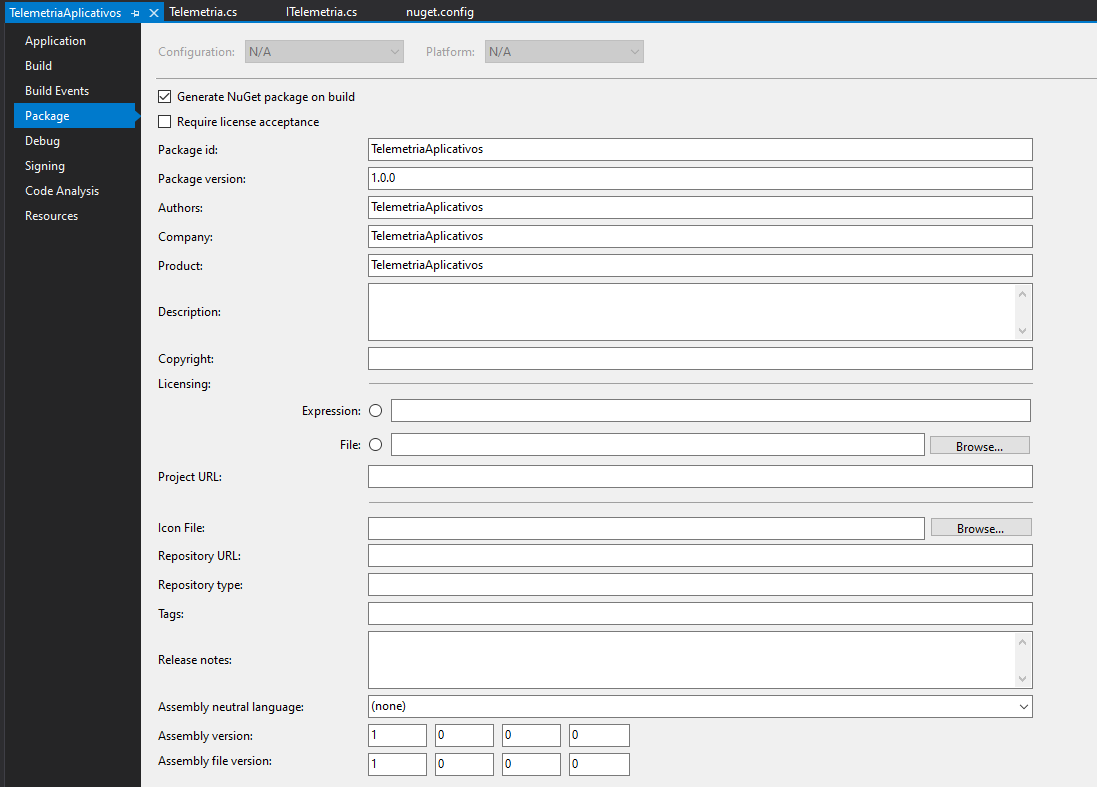 TelemetriaAplicativos
Telemetria.cs
ITelemetria.cs
nuget.config
Application
Build
Build Events
Package
Debug
Signing
Code Analysis
Resources
Configuration: N/A
Platform: N/A
Generate NuGet package on build
Require license acceptance
Package id: TelemetriaAplicativos
Package version: 1.0.0
Authors: TelemetriaAplicativos
Company: TelemetriaAplicativos
Product: TelemetriaAplicativos
Description:
Copyright:
Licensing:
Expression:
File: Browse...
Project URL:
Icon File: Browse...
Repository URL:
Repository type:
Tags:
Release notes:
Assembly neutral language: (none)
Assembly version: 1 0 0 0
Assembly file version: 1 0 0 0